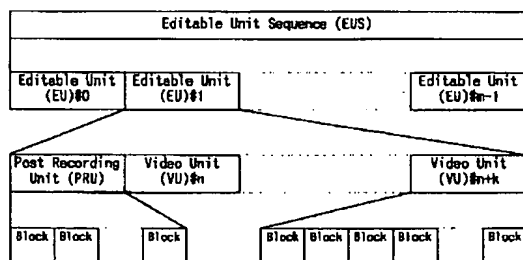 Editable Unit Sequence (EUS)
Editable Unit
(EU)#0
Editable Unit
(EU)#1
Editable Unit
(EU)#m-1
Post Recording
Unit (PRU)
Video Unit
(VU)#n
Video Unit
(VU)#n+k
Block Block Block Block Block Block Block Block